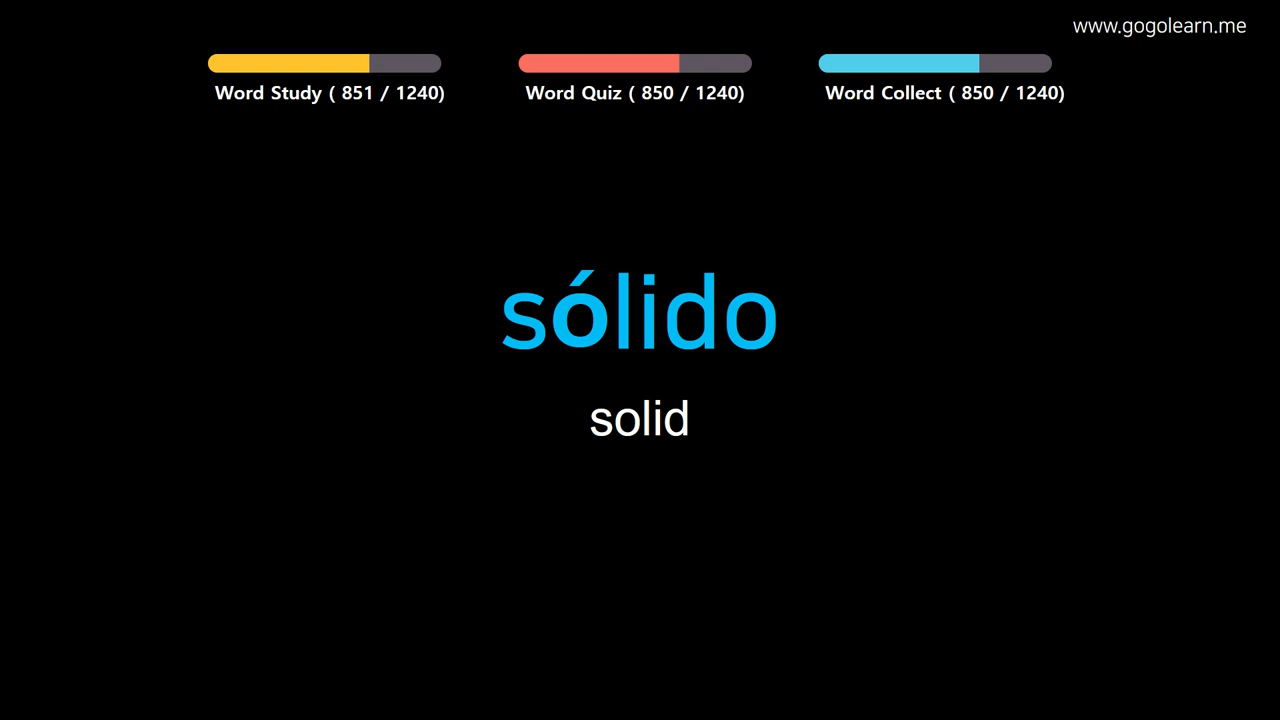 www.gogolearn.me
Word Study ( 851 / 1240)
Word Quiz ( 850 / 1240)
Word Collect ( 850 / 1240)
sólido
solid